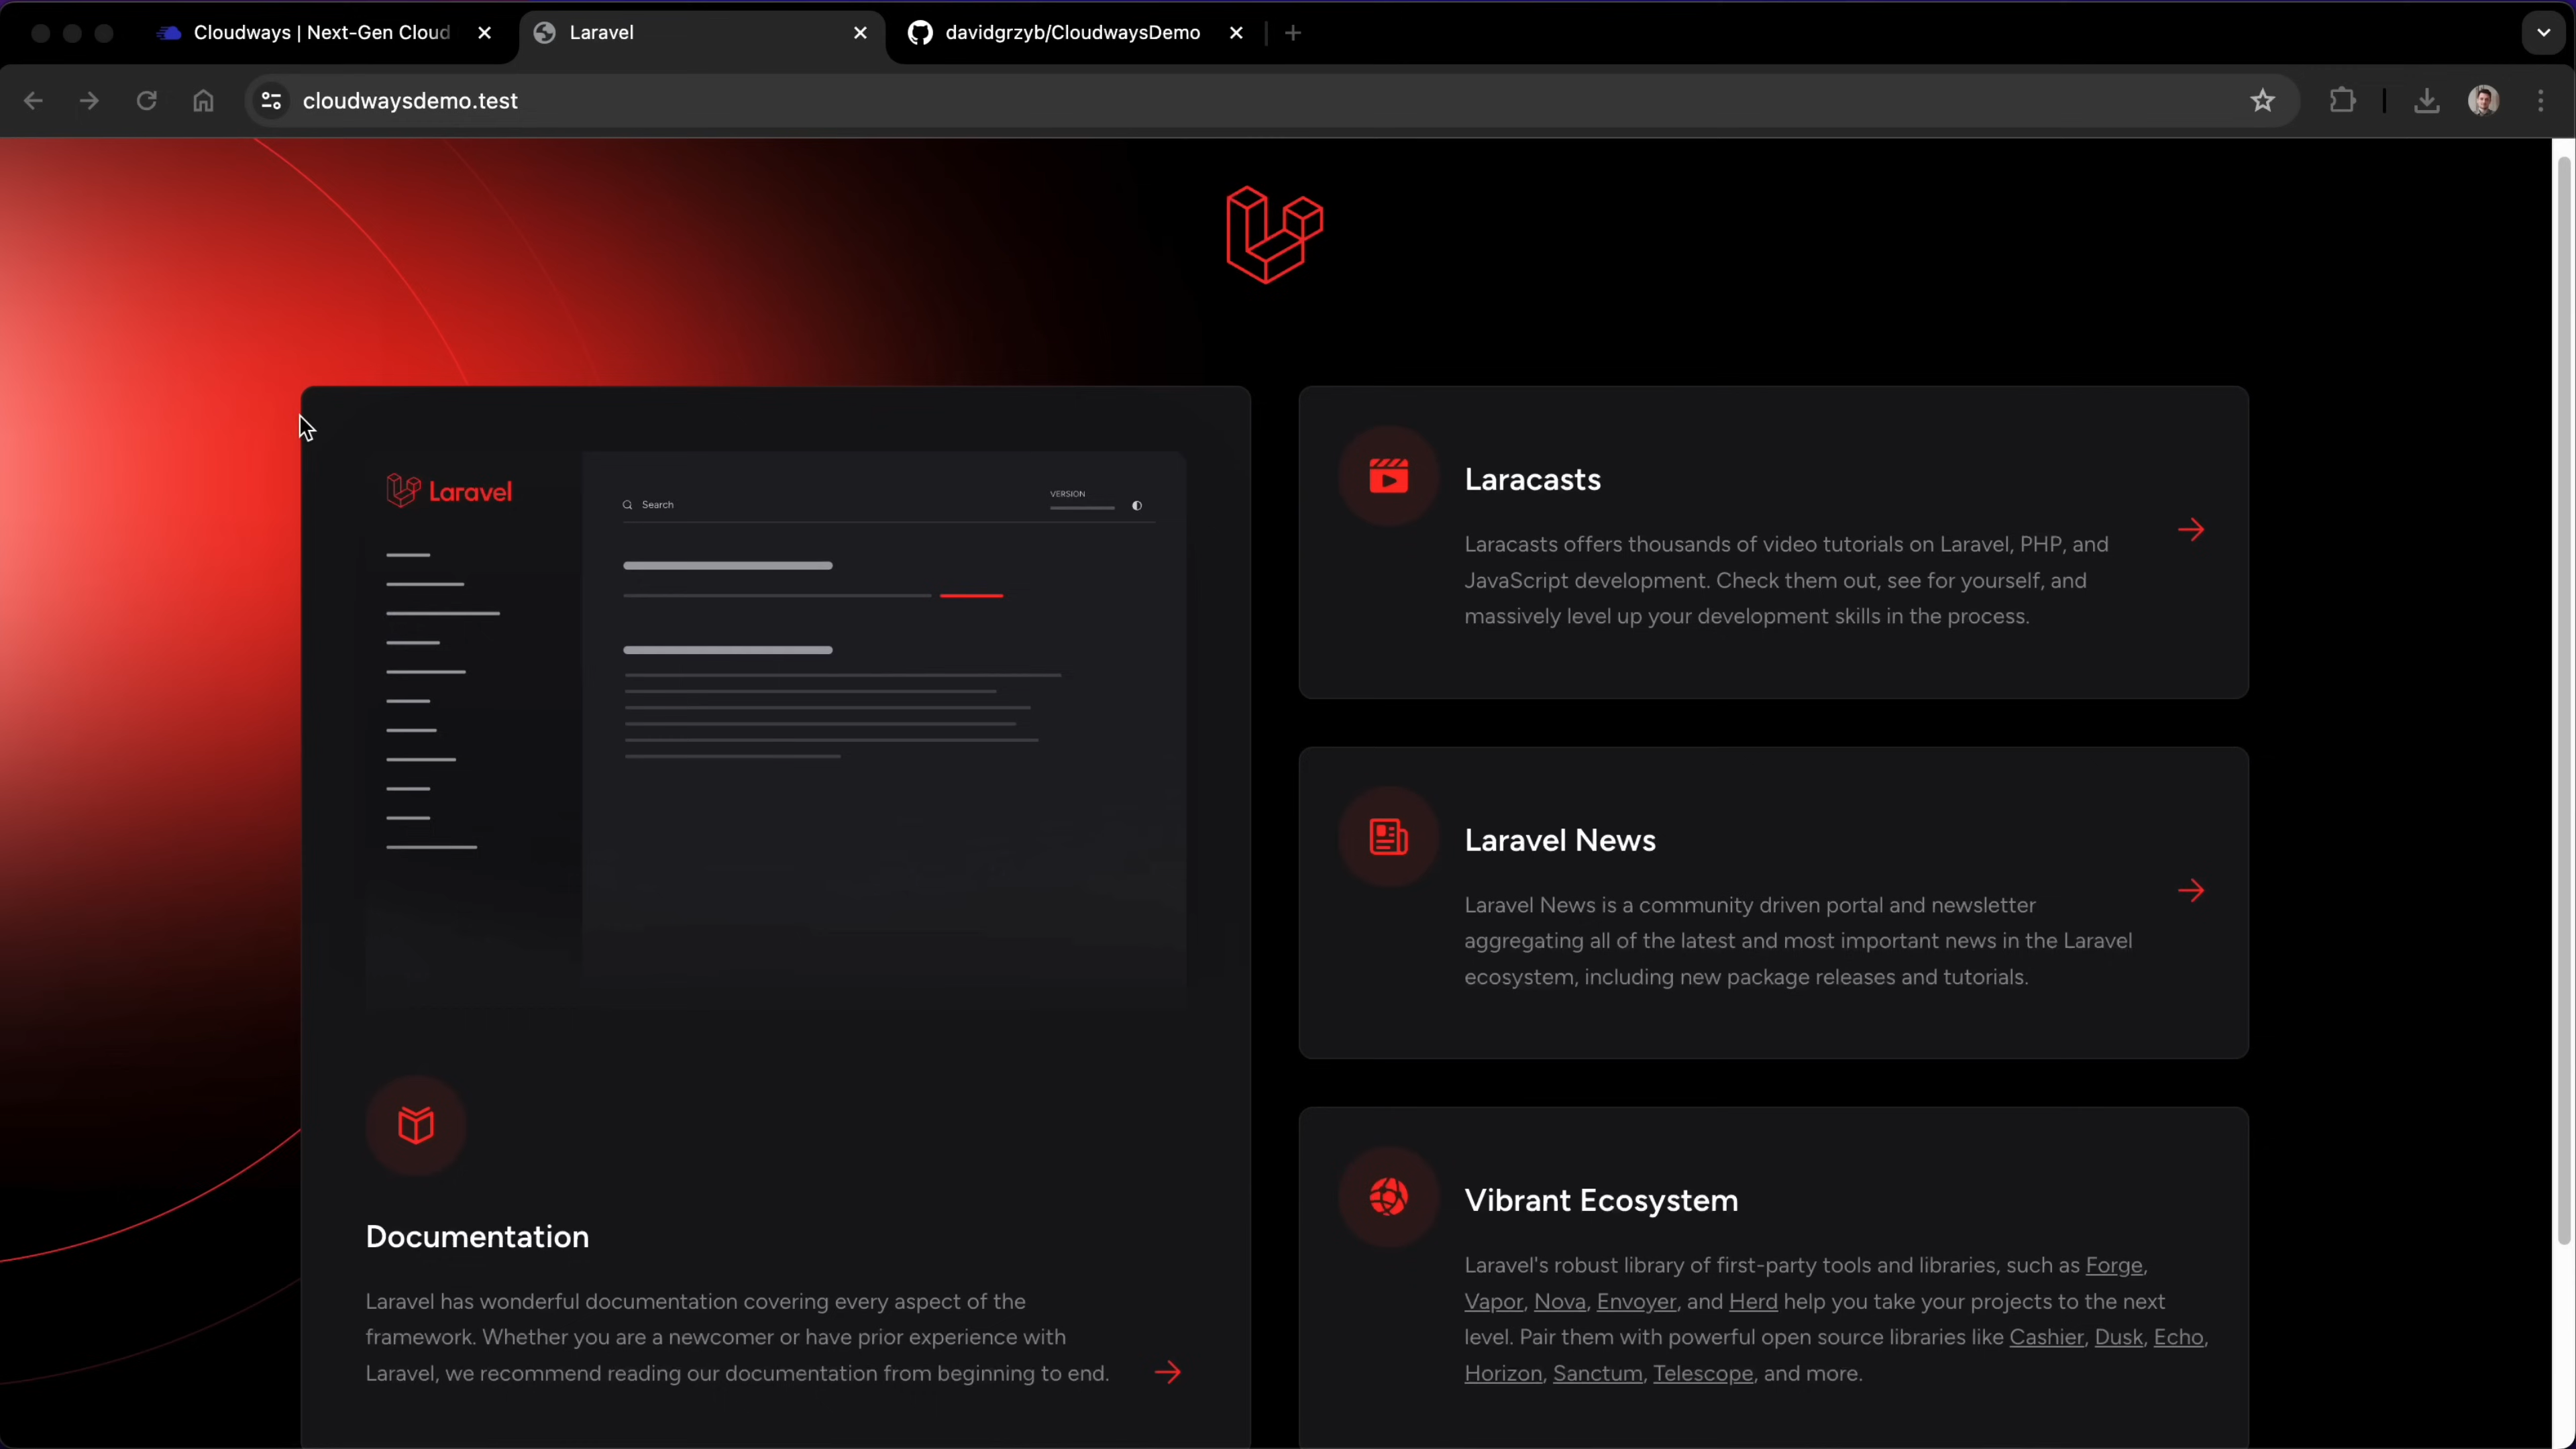 Cloudways | Next-Gen Cloud
Laravel
davidgrzyb/CloudwaysDemo
cloudwaysdemo.test
Laravel
Search
VERSION
Documentation
Laravel has wonderful documentation covering every aspect of the
framework. Whether you are a newcomer or have prior experience with
Laravel, we recommend reading our documentation from beginning to end.
Laracasts
Laracasts offers thousands of video tutorials on Laravel, PHP, and
JavaScript development. Check them out, see for yourself, and
massively level up your development skills in the process.
Laravel News
Laravel News is a community driven portal and newsletter
aggregating all of the latest and most important news in the Laravel
ecosystem, including new package releases and tutorials.
Vibrant Ecosystem
Laravel's robust library of first-party tools and libraries, such as Forge,
Vapor, Nova, Envoyer, and Herd help you take your projects to the next
level. Pair them with powerful open source libraries like Cashier, Dusk, Echo,
Horizon, Sanctum, Telescope, and more.